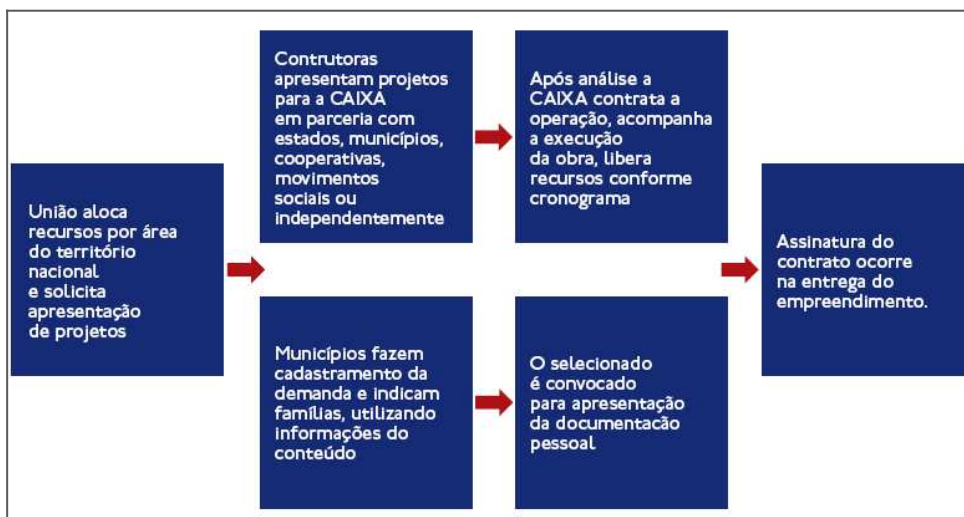 União aloca
recursos por área
do território
nacional
e solicita
apresentação
de projetos
Contrutoras
apresentam projetos
para a CAIXA
em parceria com
estados, municípios,
cooperativas,
movimentos
sociais ou
independentemente
Após análise a
CAIXA contrata a
operação, acompanha
a execução
da obra, libera
recursos conforme
cronograma
Municípios fazem
cadastramento da
demanda e indicam
famílias, utilizando
informações do
conteúdo
O selecionado
é convocado
para apresentação
da documentacão
pessoal
Assinatura do
contrato ocorre
na entrega do
empreendimento.